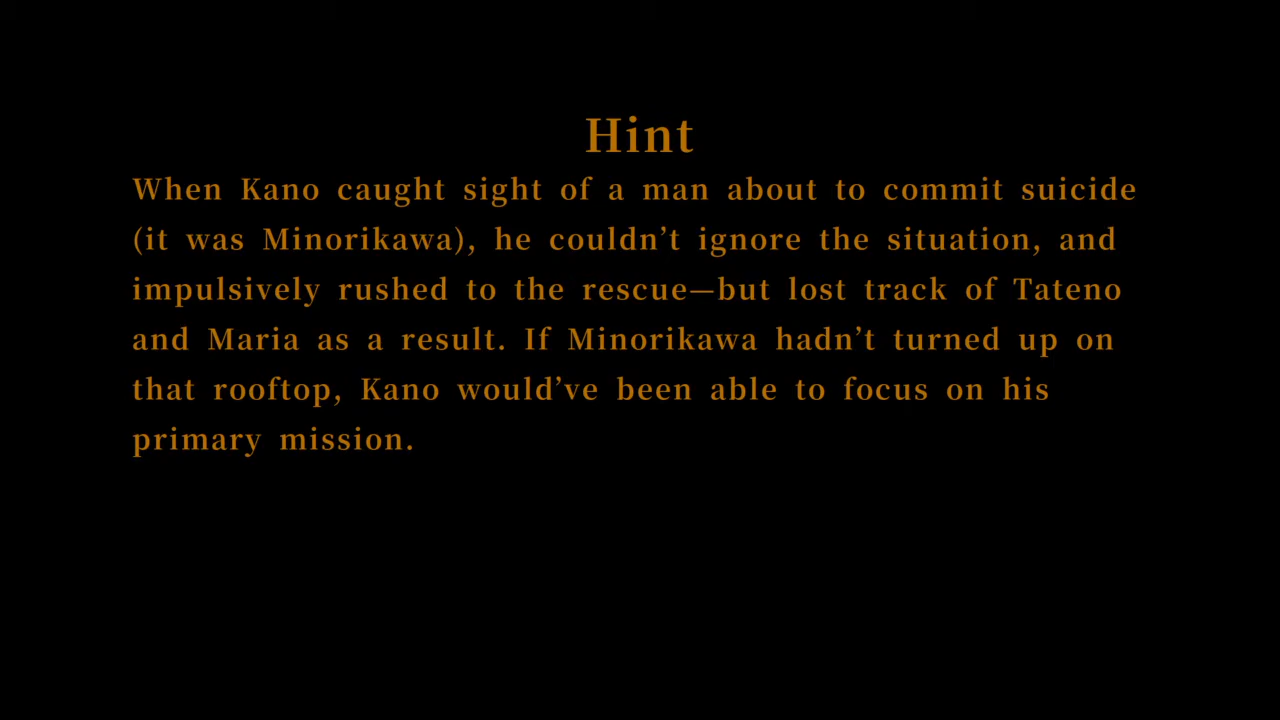 Hint
When Kano caught sight of a man about to commit suicide
(it was Minorikawa), he couldn’t ignore the situation, and
impulsively rushed to the rescue—but lost track of Tateno
and Maria as a result. If Minorikawa hadn’t turned up on
that rooftop, Kano would’ve been able to focus on his
primary mission.